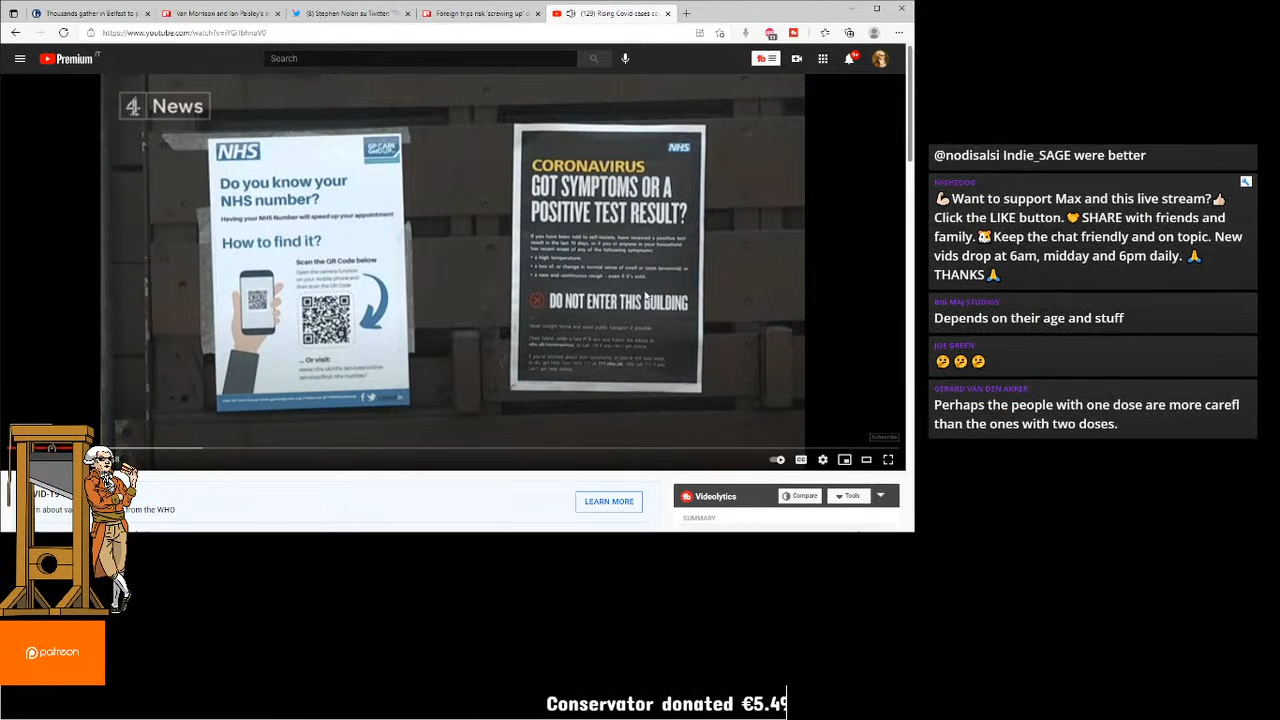 Thousands gather in Belfast to p
Van Morrison and Ian Paisley's
(8) Stephen Nolan su Twitter: "
Foreign trips risk 'screwing up' o
(129) Rising Covid cases co
https://www.youtube.com/watch?v=
Premium IT
Search
4 News
NHS
GP CARE GROUP
Do you know your
NHS number?
Having your NHS Number will speed up your appointment
How to find it?
Scan the QR Code below
Open the camera function
on your mobile phone and
then scan the QR Code
... Or visit:
NHS
CORONAVIRUS
GOT SYMPTOMS OR A
POSITIVE TEST RESULT?
• a high temperature
DO NOT ENTER THIS BUILDING
Subscribe
LEARN MORE
from the WHO
Videolytics
Compare
Tools
SUMMARY
@nodisalsi Indie_SAGE were better
NIGHTDOG
💪Want to support Max and this live stream?👍
Click the LIKE button.🧡 SHARE with friends and
family.🐯Keep the chat friendly and on topic. New
vids drop at 6am, midday and 6pm daily. 🙏
THANKS🙏
BIG MAJ STUDIOS
Depends on their age and stuff
JOE GREEN
GERARD VAN DEN AKKER
Perhaps the people with one dose are more carefl
than the ones with two doses.
patreon
Conservator donated €5.49